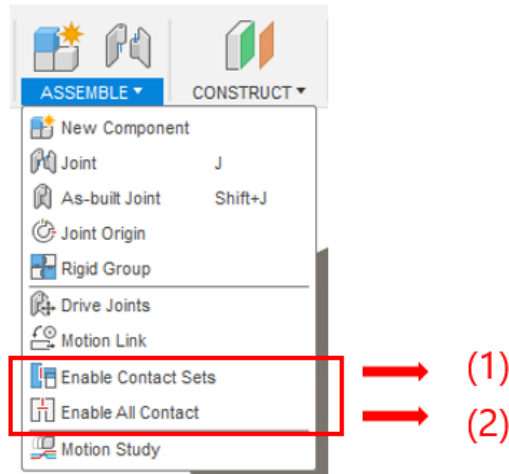 ASSEMBLE CONSTRUCT
New Component
Joint J
As-built Joint Shift+J
Joint Origin
Rigid Group
Drive Joints
Motion Link
Enable Contact Sets (1)
Enable All Contact (2)
Motion Study